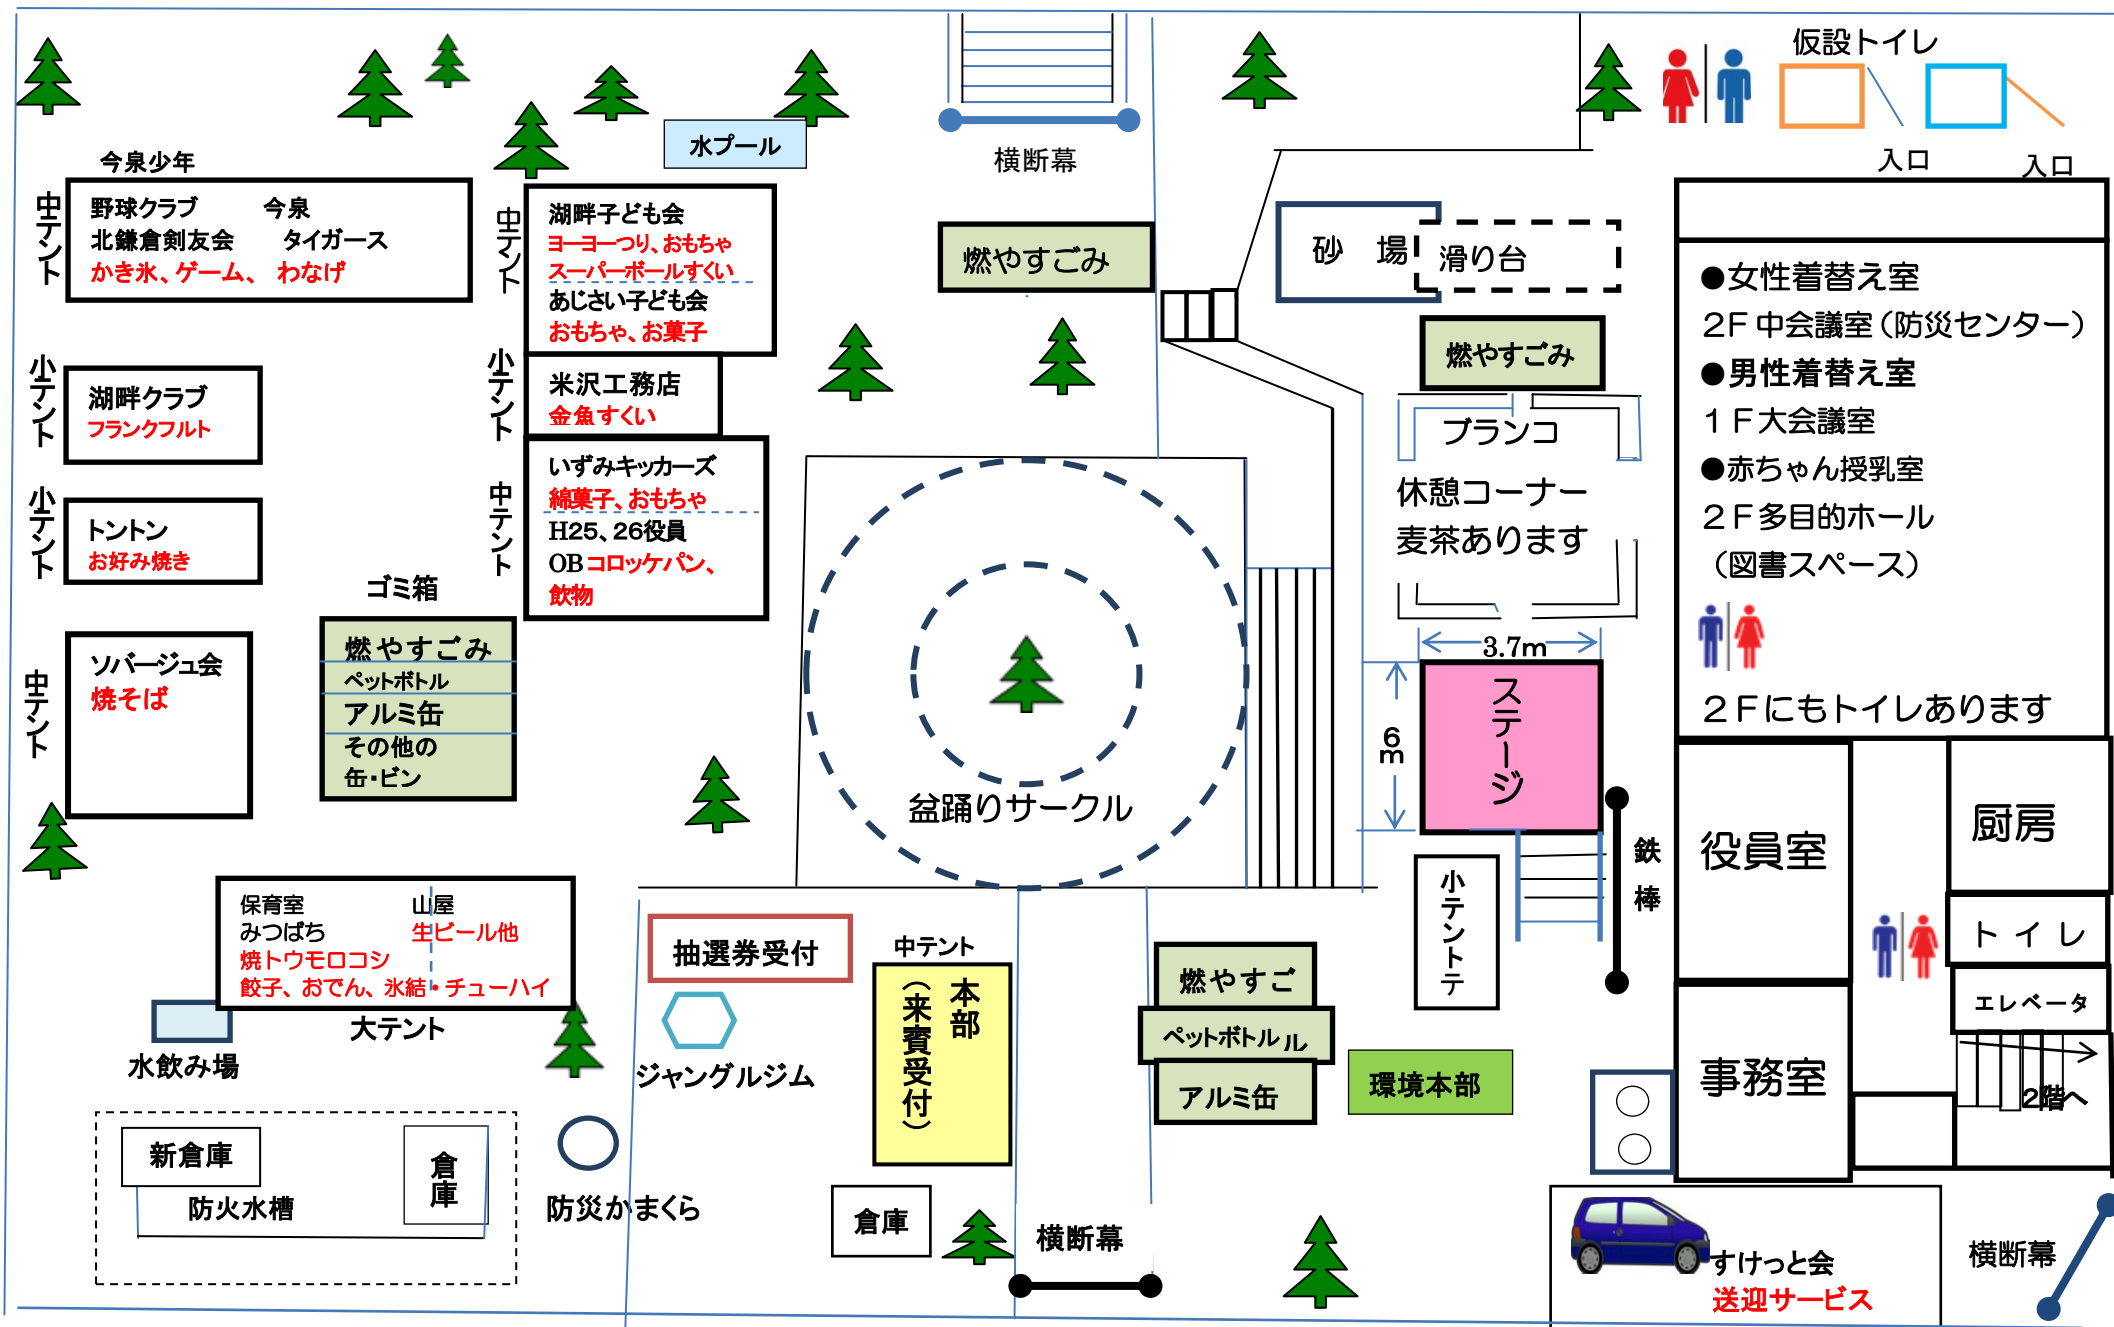 仮設トイレ
入口
入口
水プール
横断幕
今泉少年
中テント
野球クラブ 今泉
北鎌倉剣友会 タイガース
かき氷、ゲーム、 わなげ
中テント
湖畔子ども会
ヨーヨーつり、おもちゃ
スーパーボールすくい
あじさい子ども会
おもちゃ、お菓子
燃やすごみ
砂 場
滑り台
燃やすごみ
小テント
湖畔クラブ
フランクフルト
小テント
米沢工務店
金魚すくい
小テント
トントン
お好み焼き
中テント
いずみキッカーズ
綿菓子、おもちゃ
H25、26役員
OBコロッケパン、
飲物
ブランコ
休憩コーナー
麦茶あります
●女性着替え室
2F中会議室(防災センター)
●男性着替え室
1F大会議室
●赤ちゃん授乳室
2F多目的ホール
(図書スペース)
2Fにもトイレあります
ゴミ箱
燃やすごみ
ペットボトル
アルミ缶
その他の
缶・ビン
中テント
ソバージュ会
焼そば
盆踊りサークル
3.7m
6m
ステージ
鉄棒
小テントテ
役員室
厨房
トイレ
エレベータ
事務室
2階へ
保育室 山屋
みつばち 生ビール他
焼トウモロコシ
餃子、おでん、氷結・チューハイ
大テント
水飲み場
抽選券受付
ジャングルジム
中テント
本部
(来賓受付)
燃やすご
ペットボトルル
アルミ缶
環境本部
新倉庫
防火水槽
倉庫
防災かまくら
倉庫
横断幕
すけっと会
送迎サービス
横断幕